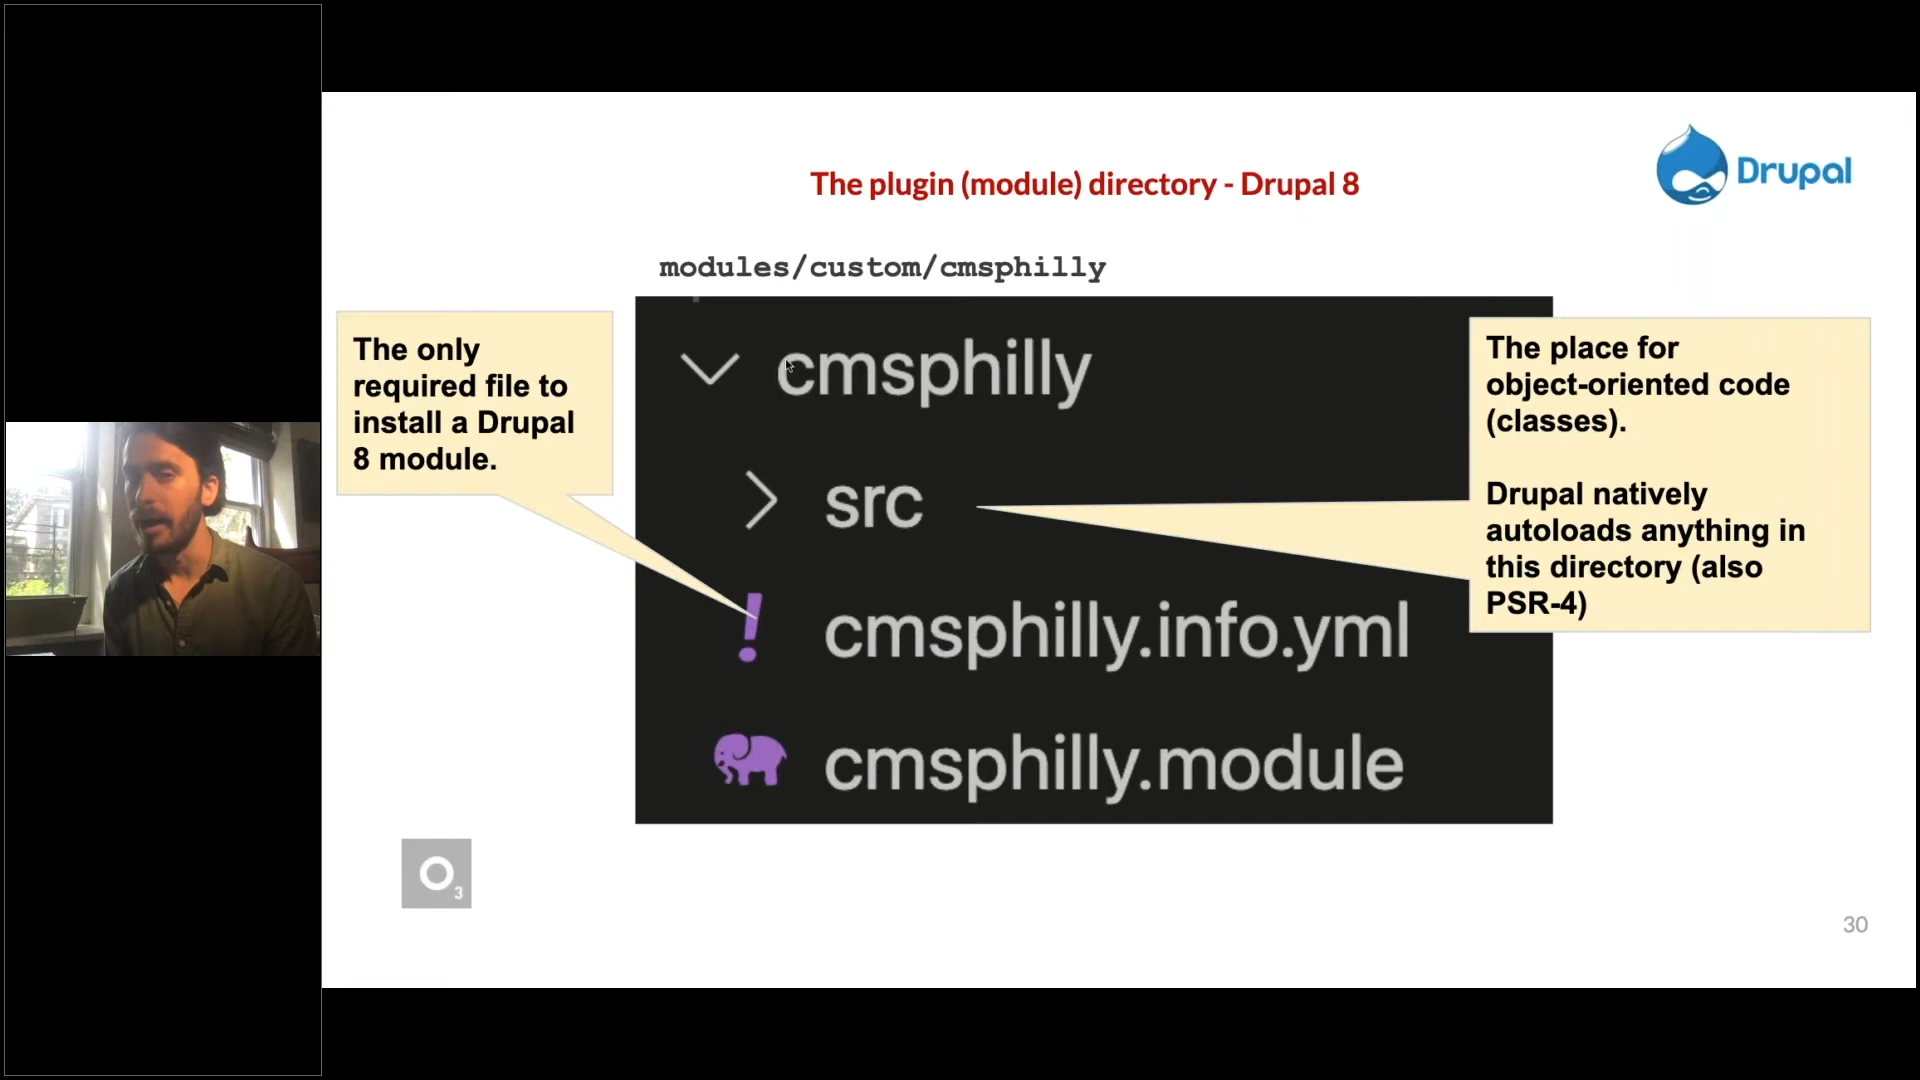 The plugin (module) directory - Drupal 8
Drupal
modules/custom/cmsphilly
The only
required file to
install a Drupal
8 module.
cmsphilly
src
cmsphilly.info.yml
cmsphilly.module
The place for
object-oriented code
(classes).
Drupal natively
autoloads anything in
this directory (also
PSR-4)
O3
30